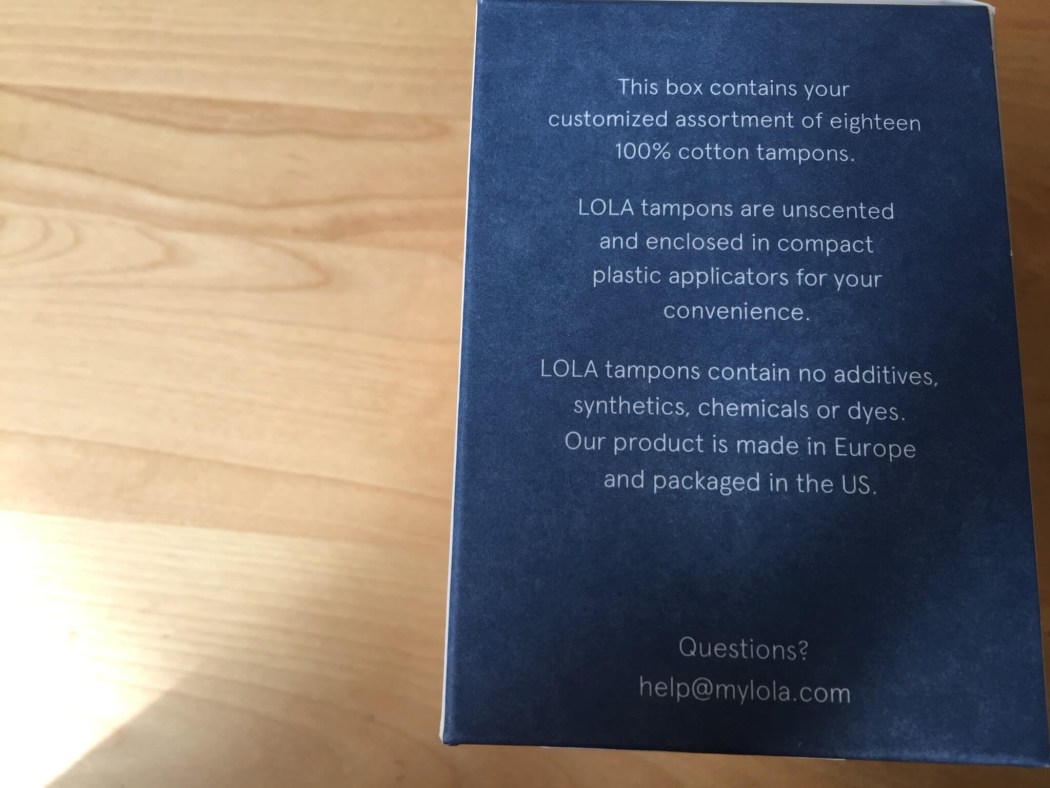 This box contains your
customized assortment of eighteen
100% cotton tampons.
LOLA tampons are unscented
and enclosed in compact
plastic applicators for your
convenience.
LOLA tampons contain no additives,
synthetics, chemicals or dyes.
Our product is made in Europe
and packaged in the US.
Questions?
help@mylola.com